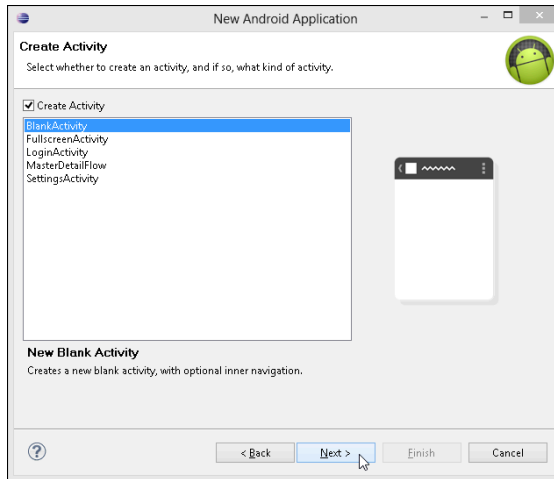 New Android Application
Create Activity
Select whether to create an activity, and if so, what kind of activity.
Create Activity
BlankActivity
FullscreenActivity
LoginActivity
MasterDetailFlow
SettingsActivity
New Blank Activity
Creates a new blank activity, with optional inner navigation.
?
< Back
Next >
Finish
Cancel